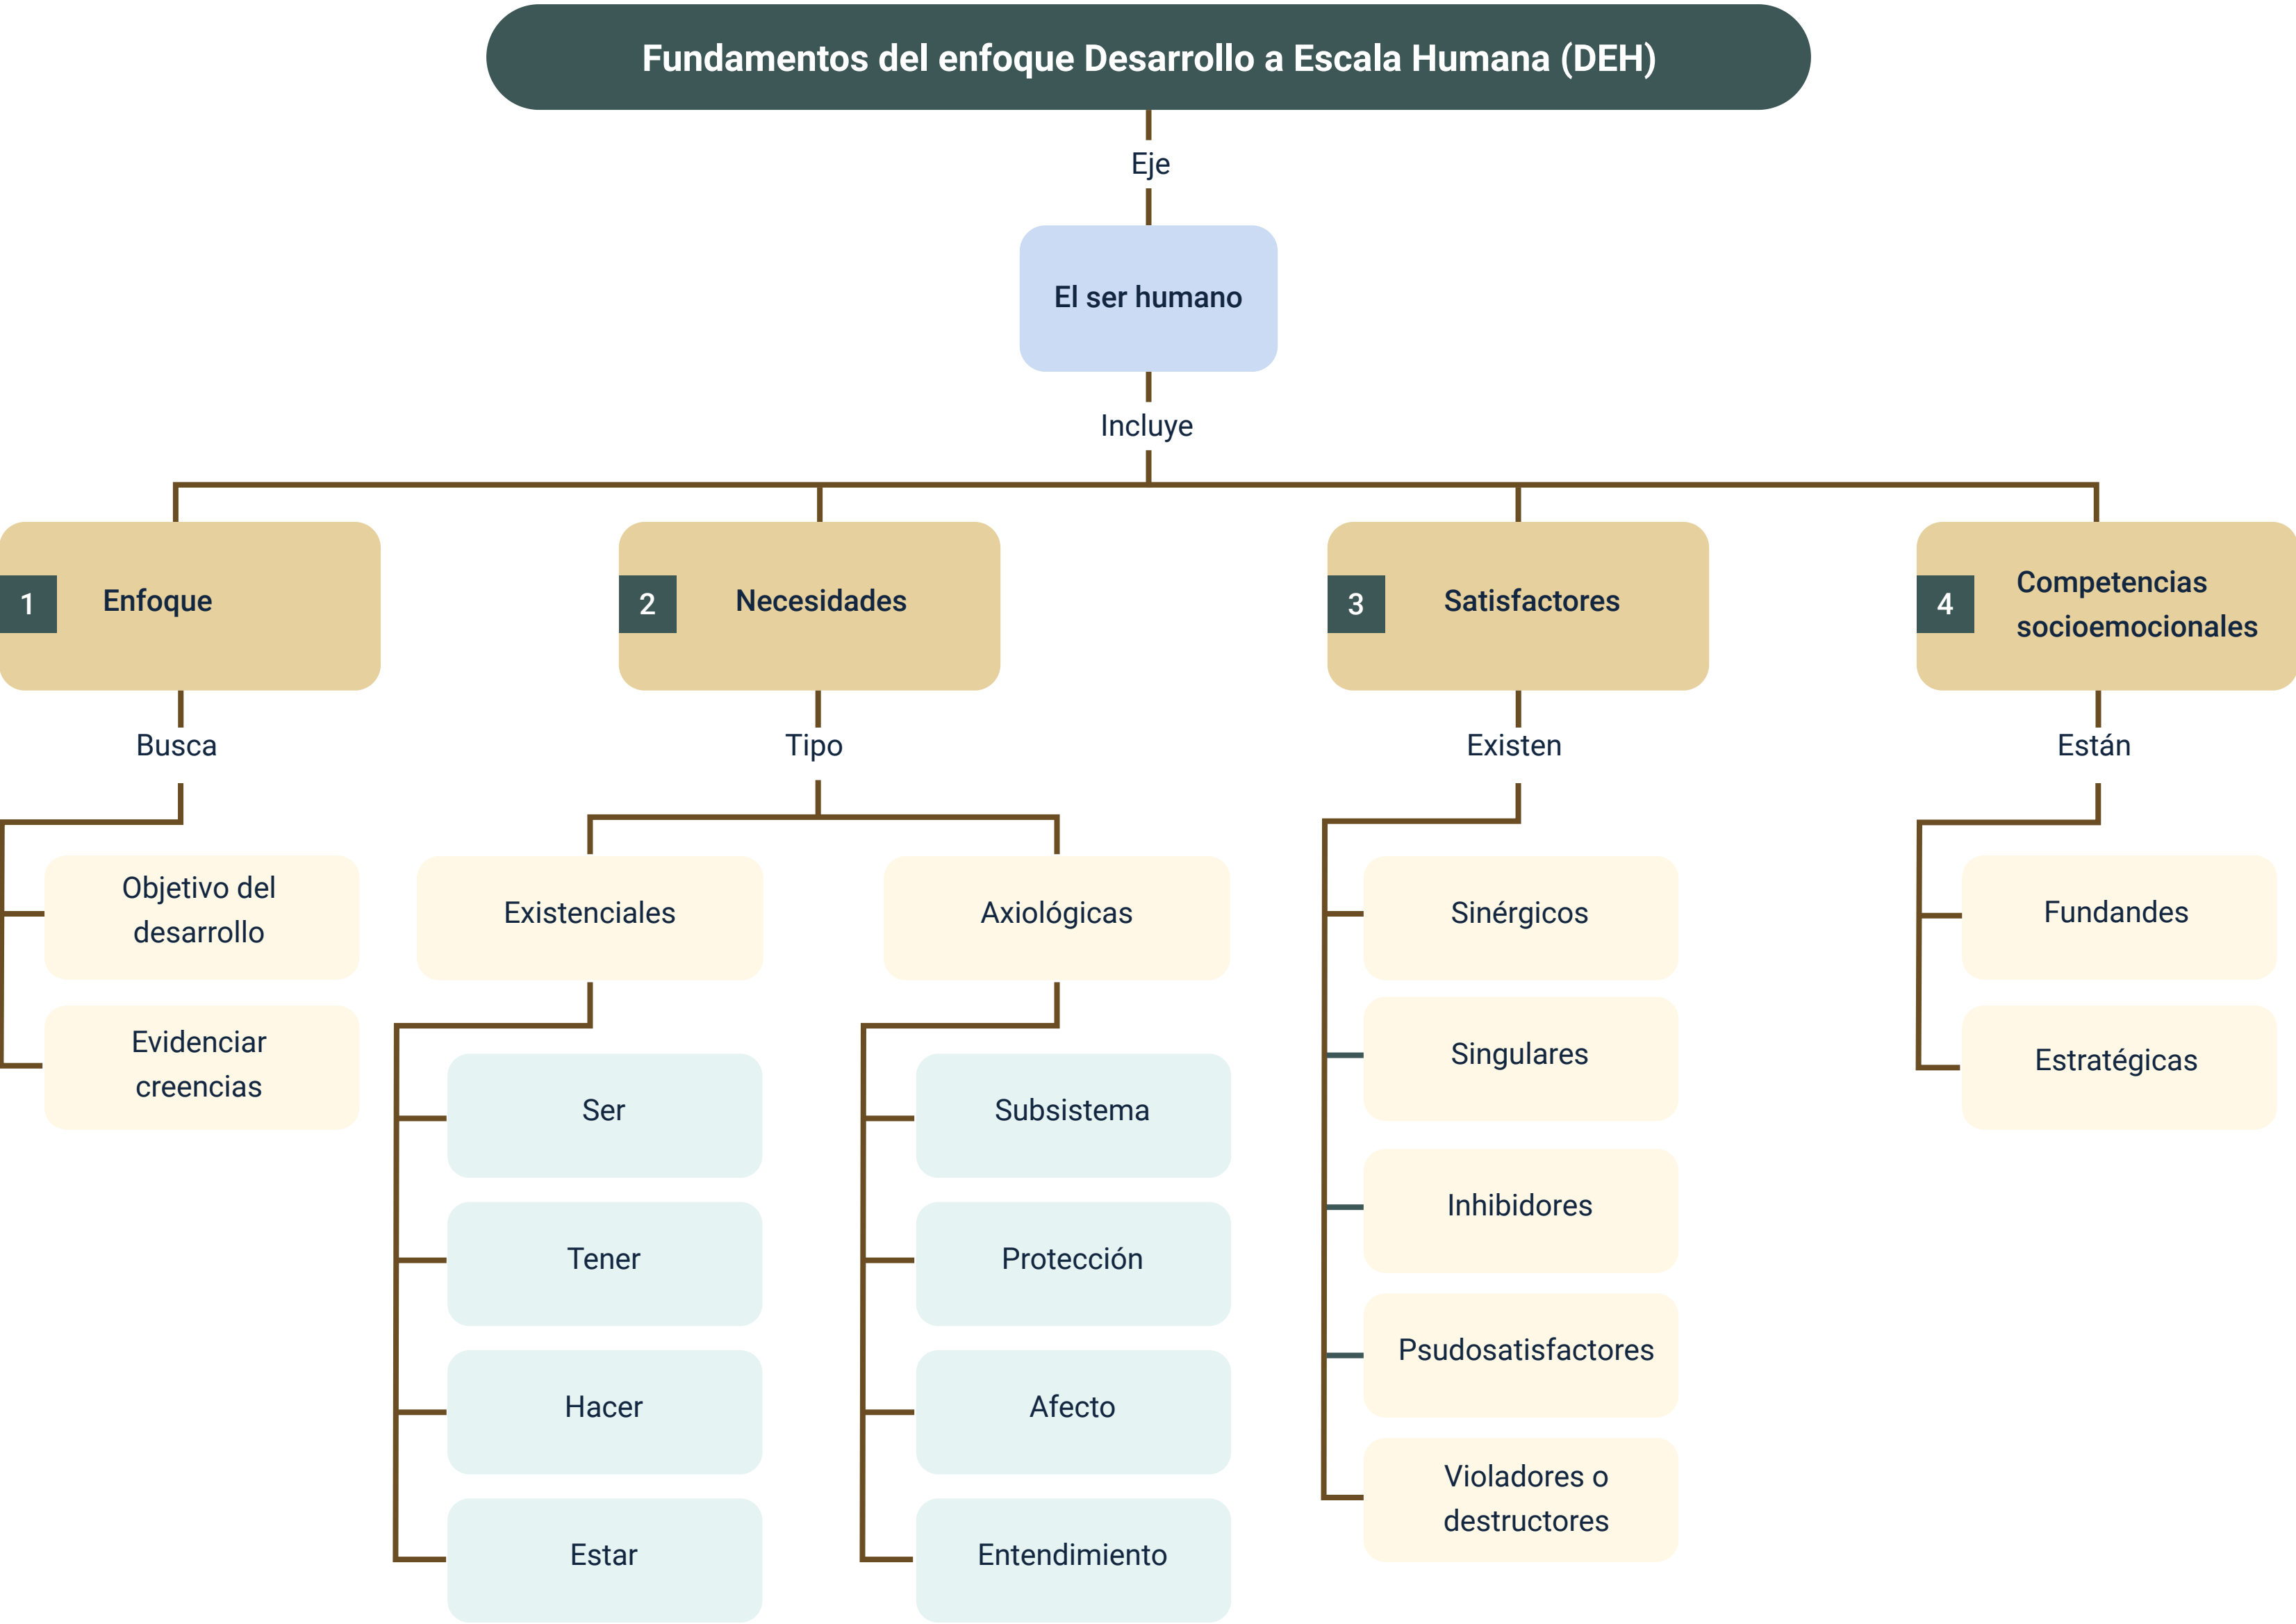 Fundamentos del enfoque Desarrollo a Escala Humana (DEH)
Eje
El ser humano
Incluye
1
Enfoque
Busca
Objetivo del
desarrollo
Evidenciar
creencias
2
Necesidades
Tipo
Existenciales
Ser
Tener
Hacer
Estar
Axiológicas
Subsistema
Protección
Afecto
Entendimiento
3
Satisfactores
Existen
Sinérgicos
Singulares
Inhibidores
Psudosatisfactores
Violadores o
destructores
4
Competencias
socioemocionales
Están
Fundandes
Estratégicas